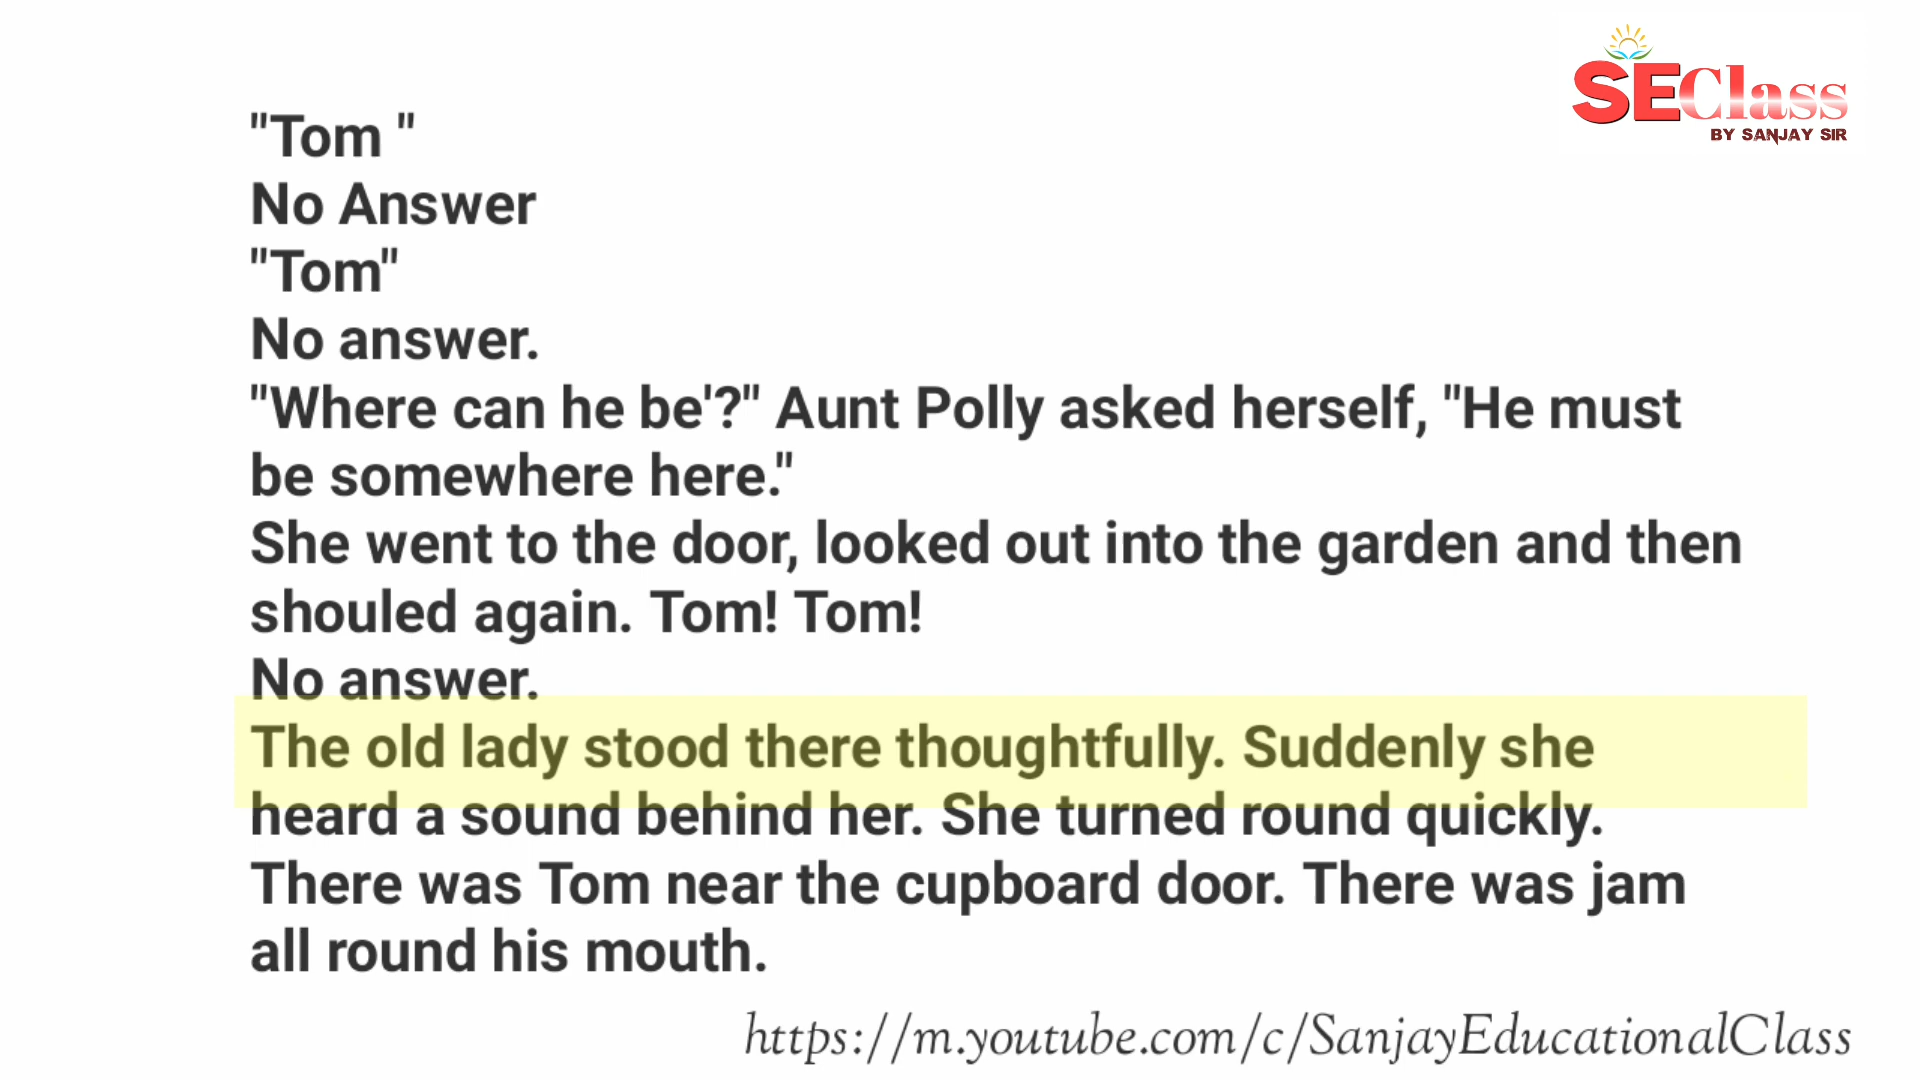 SEClass
BY SANJAY SIR
"Tom "
No Answer
"Tom"
No answer.
"Where can he be'?" Aunt Polly asked herself, "He must
be somewhere here."
She went to the door, looked out into the garden and then
shouled again. Tom! Tom!
No answer.
The old lady stood there thoughtfully. Suddenly she
heard a sound behind her. She turned round quickly.
There was Tom near the cupboard door. There was jam
all round his mouth.
https://m.youtube.com/c/SanjayEducationalClass